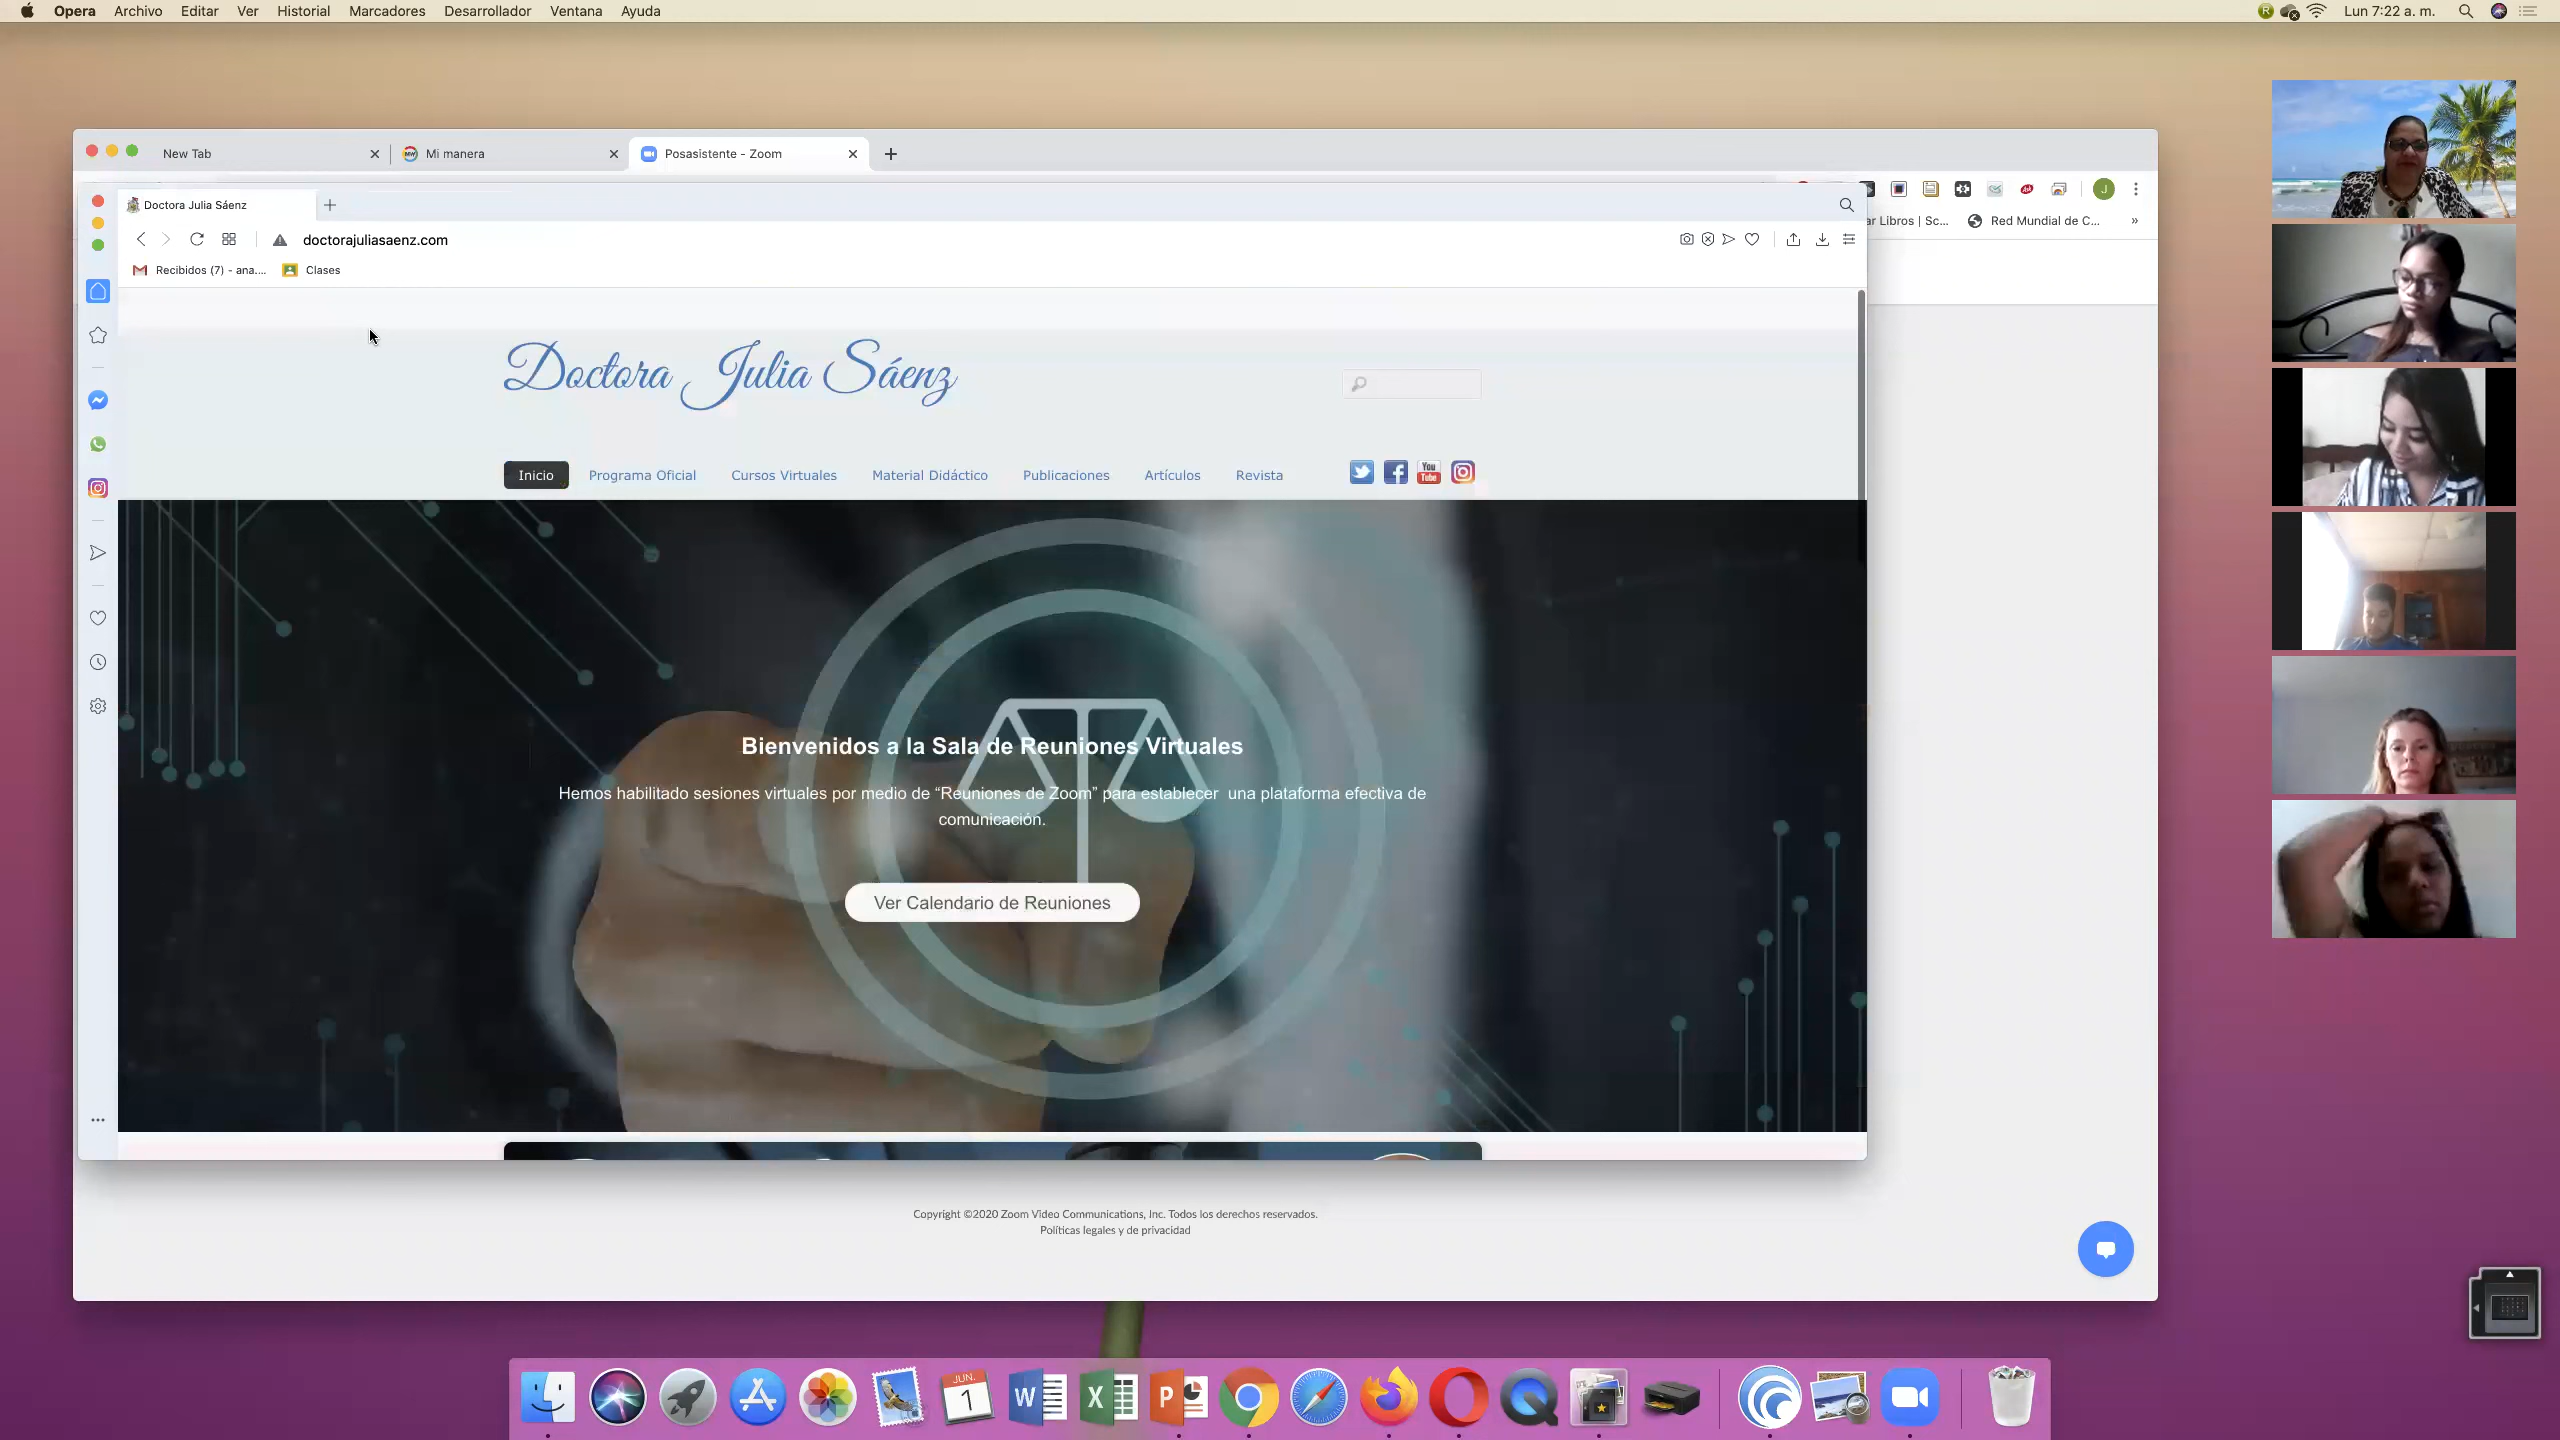 Opera Archivo Editar Ver Historial Marcadores Desarrollador Ventana Ayuda
Lun 7:22 a. m.
New Tab
Mi manera
Posasistente - Zoom
Doctora Julia Sáenz
doctorajuliasaenz.com
ar Libros | Sc...
Red Mundial de C...
J
Recibidos (7) - ana....
Clases
Doctora Julia Sáenz
Inicio Programa Oficial Cursos Virtuales Material Didáctico Publicaciones Artículos Revista
You Tube
Bienvenidos a la Sala de Reuniones Virtuales
Hemos habilitado sesiones virtuales por medio de “Reuniones de Zoom” para establecer una plataforma efectiva de
comunicación.
Ver Calendario de Reuniones
Copyright ©2020 Zoom Video Communications, Inc. Todos los derechos reservados.
Políticas legales y de privacidad
JUN.
1
W
X
P